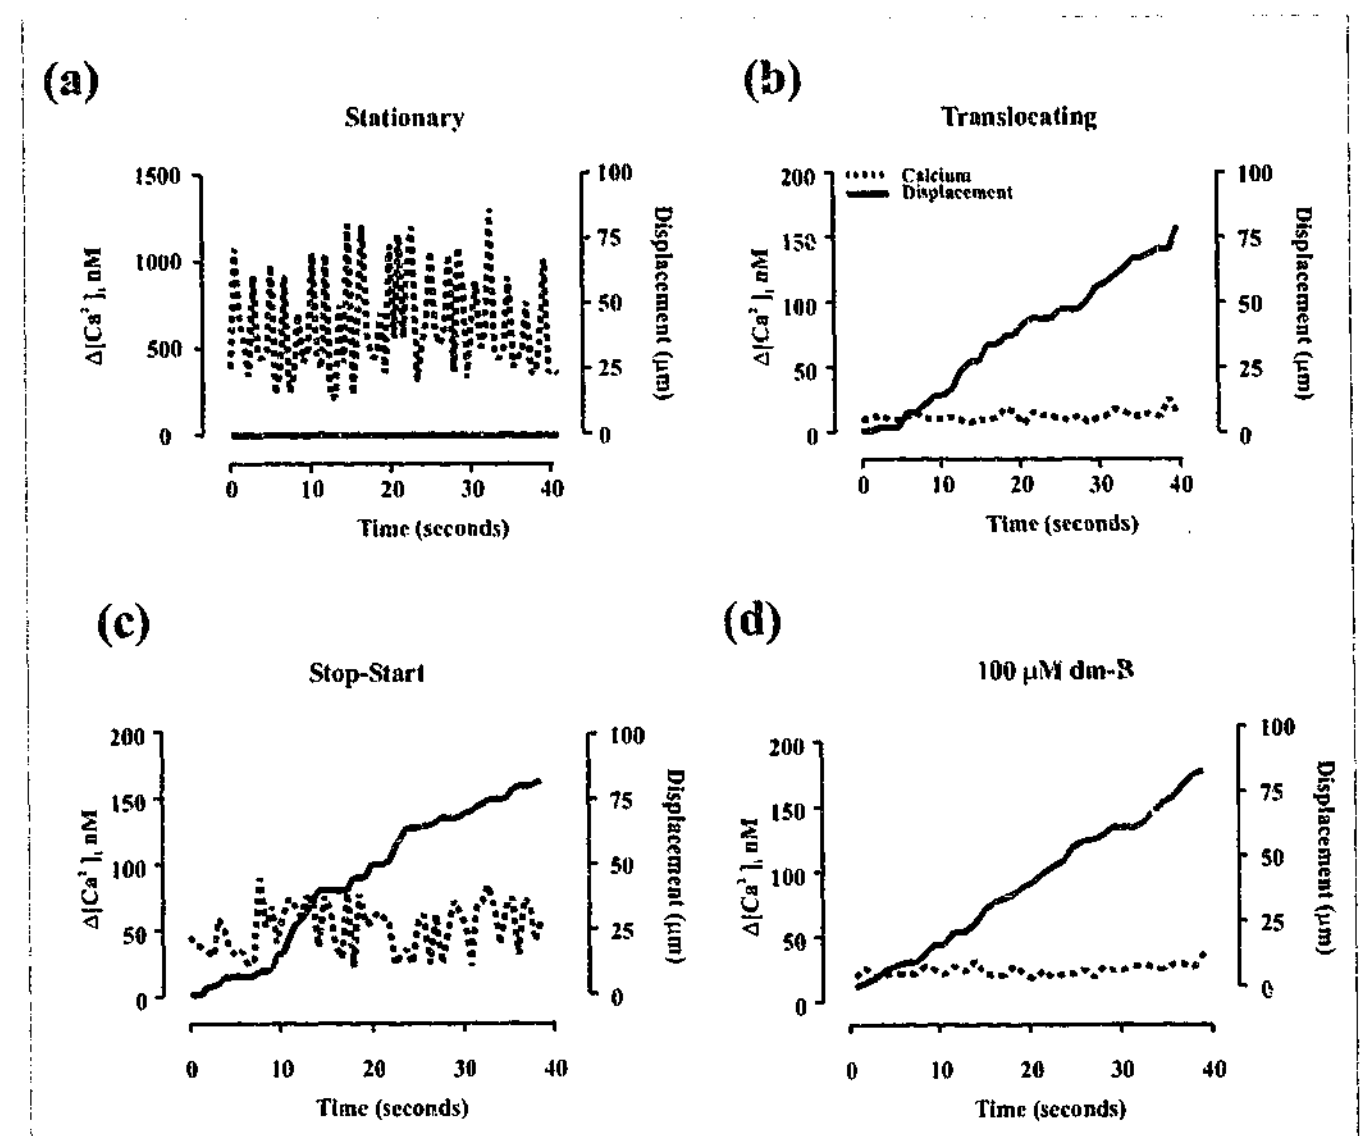 (a)
Stationary
1500
1000
500
0
Δ[Ca²], nM
100
75
50
25
0
Displacement (μm)
0 10 20 30 40
Time (seconds)
(b)
Translocating
Calcium
Displacement
200
150
100
50
0
Δ[Ca²], nM
100
75
50
25
0
Displacement (μm)
0 10 20 30 40
Time (seconds)
(c)
Stop-Start
200
150
100
50
0
Δ[Ca²], nM
100
75
50
25
0
Displacement (μm)
0 10 20 30 40
Time (seconds)
(d)
100 μM dm-B
200
150
100
50
0
Δ[Ca²], nM
100
75
50
25
0
Displacement (μm)
0 10 20 30 40
Time (seconds)